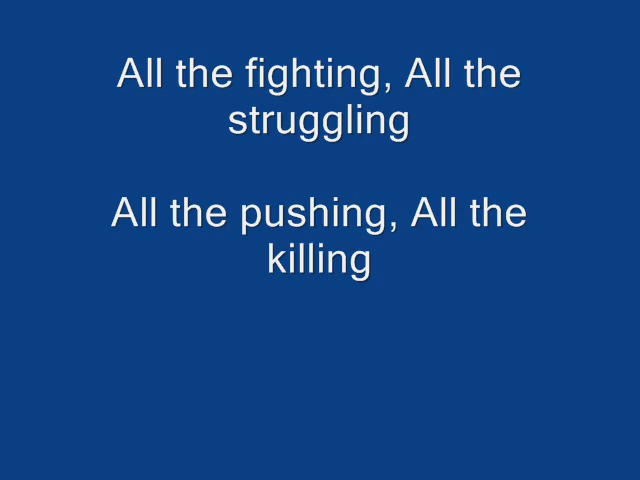 All the fighting, All the
struggling
All the pushing, All the
killing